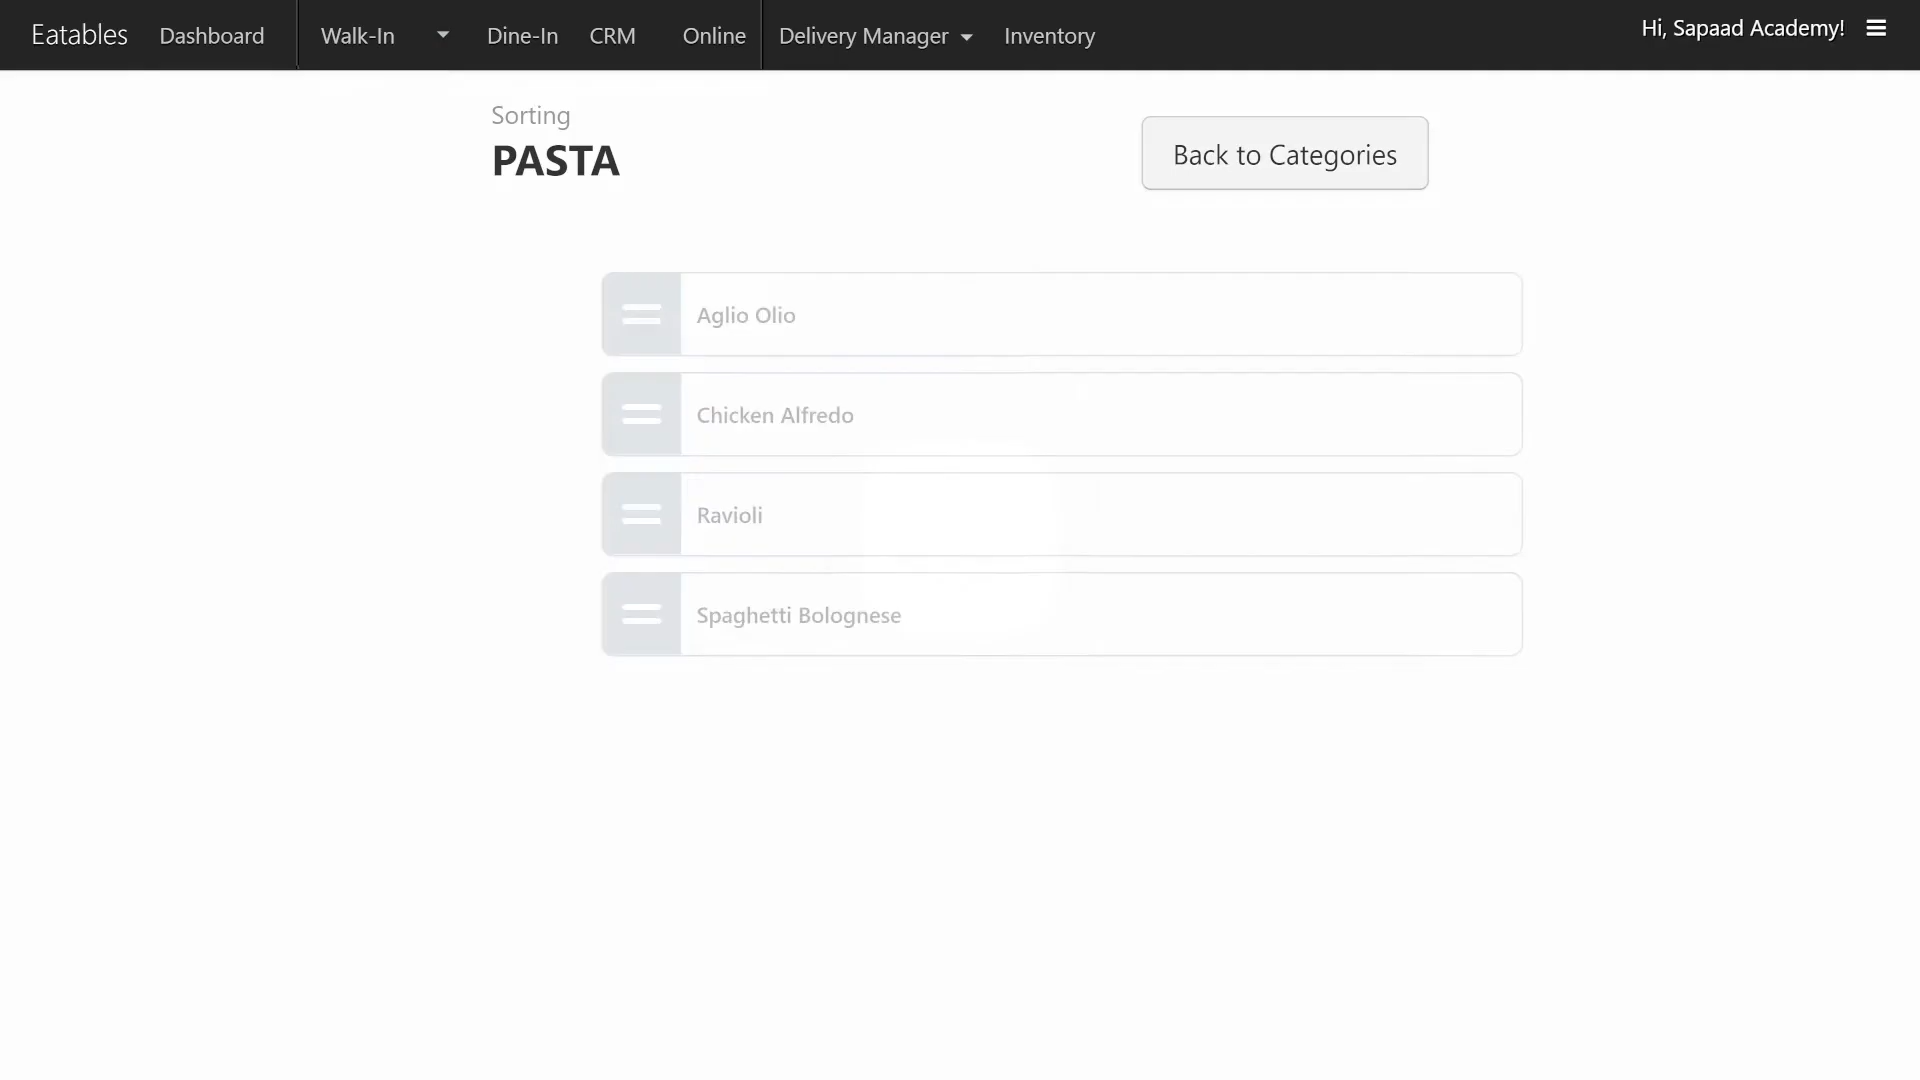 Eatables Dashboard Walk-In Dine-In CRM Online Delivery Manager Inventory Hi, Sapaad Academy!
Sorting
PASTA
Back to Categories
Aglio Olio
Chicken Alfredo
Ravioli
Spaghetti Bolognese